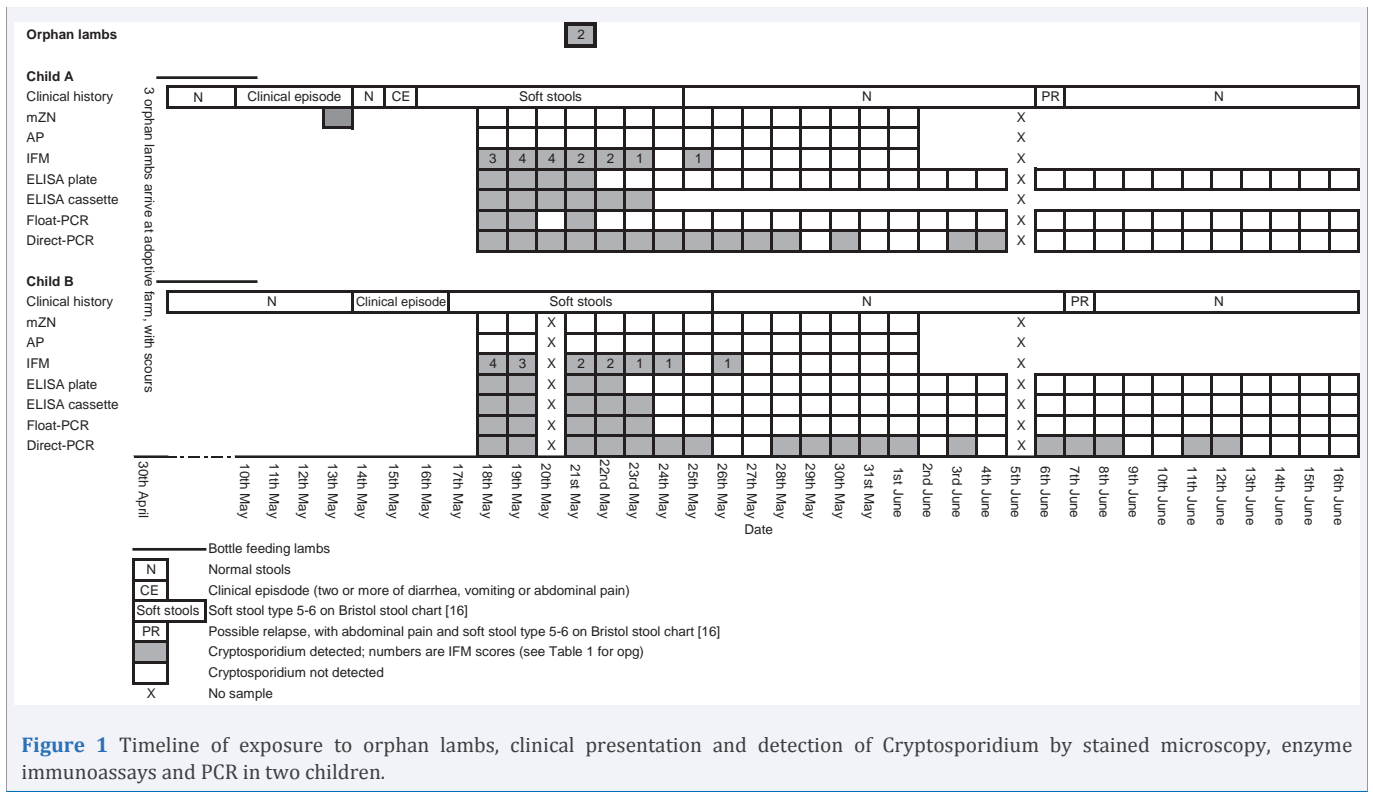 Orphan lambs 2
Child A
Clinical history N Clinical episode N CE Soft stools N PR N
mZN X
AP X
IFM 3 4 4 2 2 1 1 X
ELISA plate X
ELISA cassette X
Float-PCR X
Direct-PCR X
3 orphan lambs arrive at adoptive farm, with scours
Child B
Clinical history N Clinical episode Soft stools N PR N
mZN X X
AP X X
IFM 4 3 X 2 2 1 1 1 X
ELISA plate X X
ELISA cassette X X
Float-PCR X X
Direct-PCR X X
30th April 10th May 11th May 12th May 13th May 14th May 15th May 16th May 17th May 18th May 19th May 20th May 21st May 22nd May 23rd May 24th May 25th May 26th May 27th May 28th May 29th May 30th May 31st May 1st June 2nd June 3rd June 4th June 5th June 6th June 7th June 8th June 9th June 10th June 11th June 12th June 13th June 14th June 15th June 16th June
Date
Bottle feeding lambs
N Normal stools
CE Clinical episdode (two or more of diarrhea, vomiting or abdominal pain)
Soft stools Soft stool type 5-6 on Bristol stool chart [16]
PR Possible relapse, with abdominal pain and soft stool type 5-6 on Bristol stool chart [16]
Cryptosporidium detected; numbers are IFM scores (see Table 1 for opg)
Cryptosporidium not detected
X No sample
Figure 1 Timeline of exposure to orphan lambs, clinical presentation and detection of Cryptosporidium by stained microscopy, enzyme
immunoassays and PCR in two children.